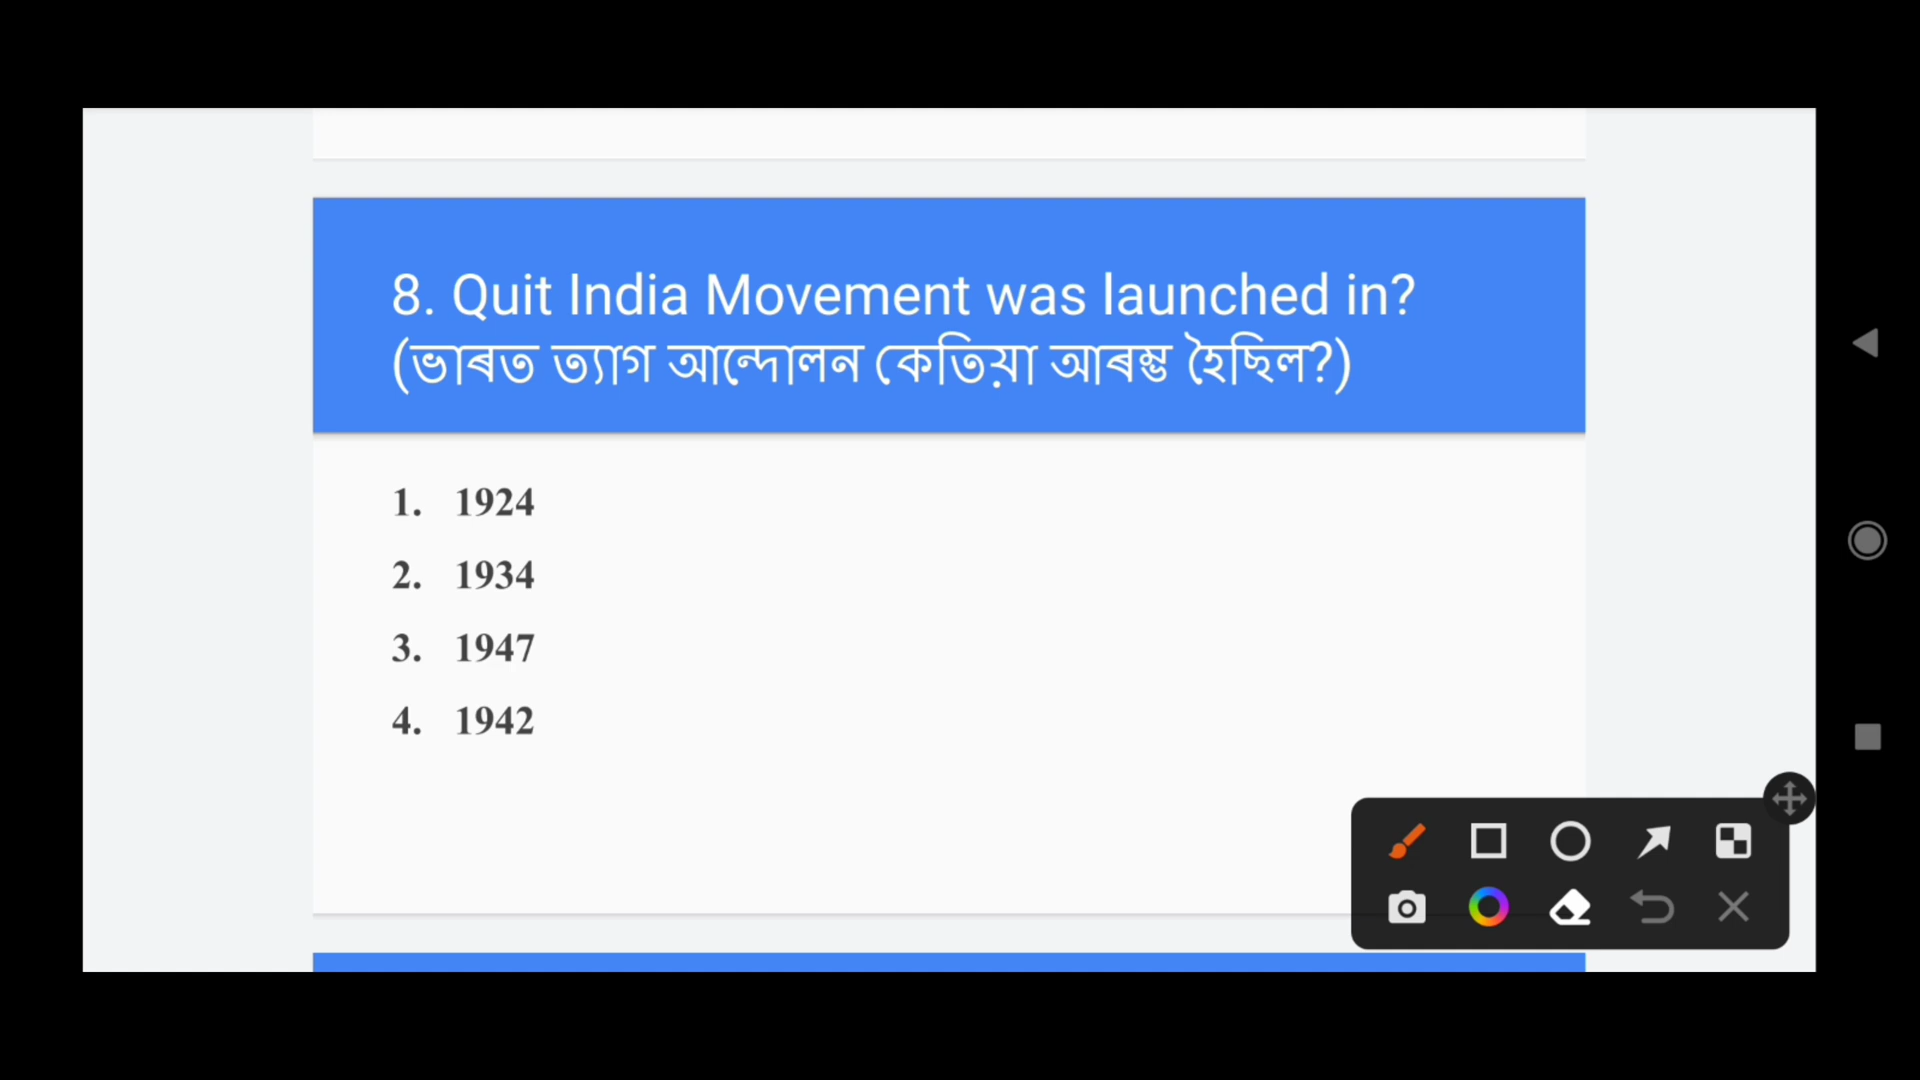 8. Quit India Movement was launched in?
(ভাৰত ত্যাগ আন্দোলন কেতিয়া আৰম্ভ হৈছিল?)
1. 1924
2. 1934
3. 1947
4. 1942